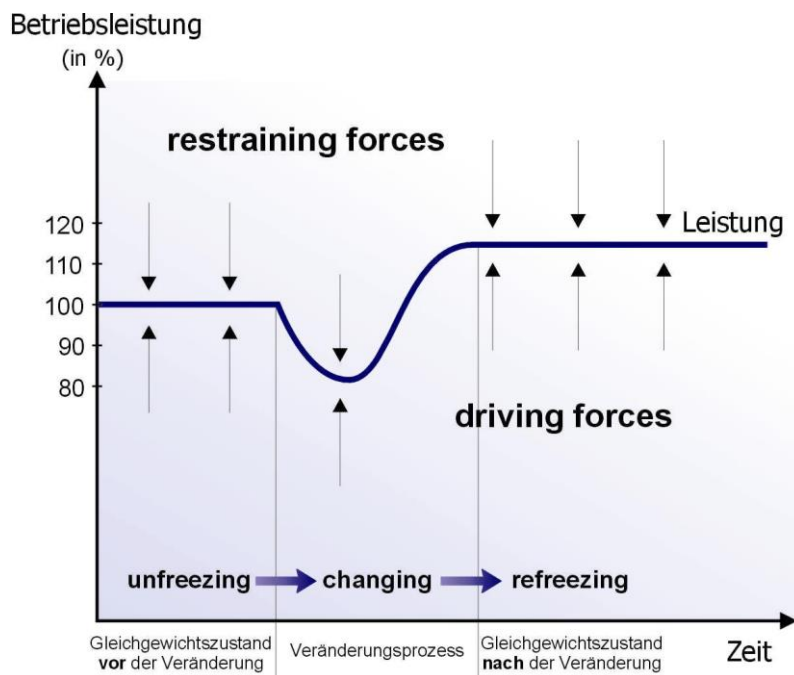 Betriebsleistung
(in %)
restraining forces
120
110
100
90
80
Leistung
driving forces
unfreezing changing refreezing
Gleichgewichtszustand
vor der Veränderung
Veränderungsprozess
Gleichgewichtszustand
nach der Veränderung
Zeit